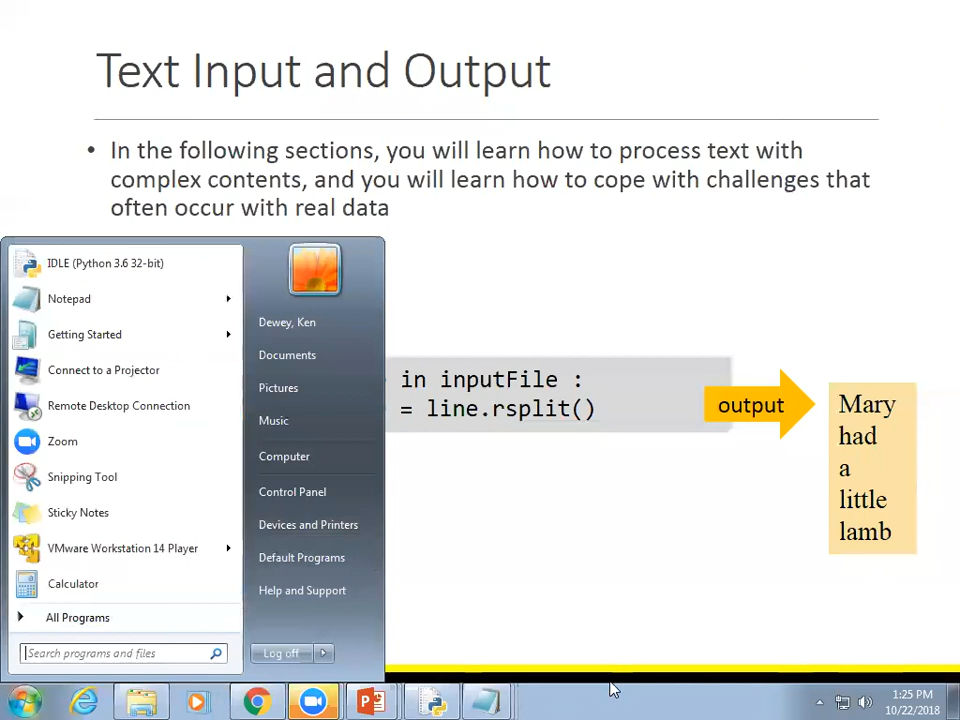 Text Input and Output
• In the following sections, you will learn how to process text with
complex contents, and you will learn how to cope with challenges that
often occur with real data
IDLE (Python 3.6 32-bit)
Notepad
Getting Started
Connect to a Projector
Remote Desktop Connection
Zoom
Snipping Tool
Sticky Notes
VMware Workstation 14 Player
Calculator
All Programs
Search programs and files
Dewey, Ken
Documents
Pictures
Music
Computer
Control Panel
Devices and Printers
Default Programs
Help and Support
Log off
in inputFile :
= line.rsplit()
output
Mary
had
a
little
lamb
1:25 PM
10/22/2018